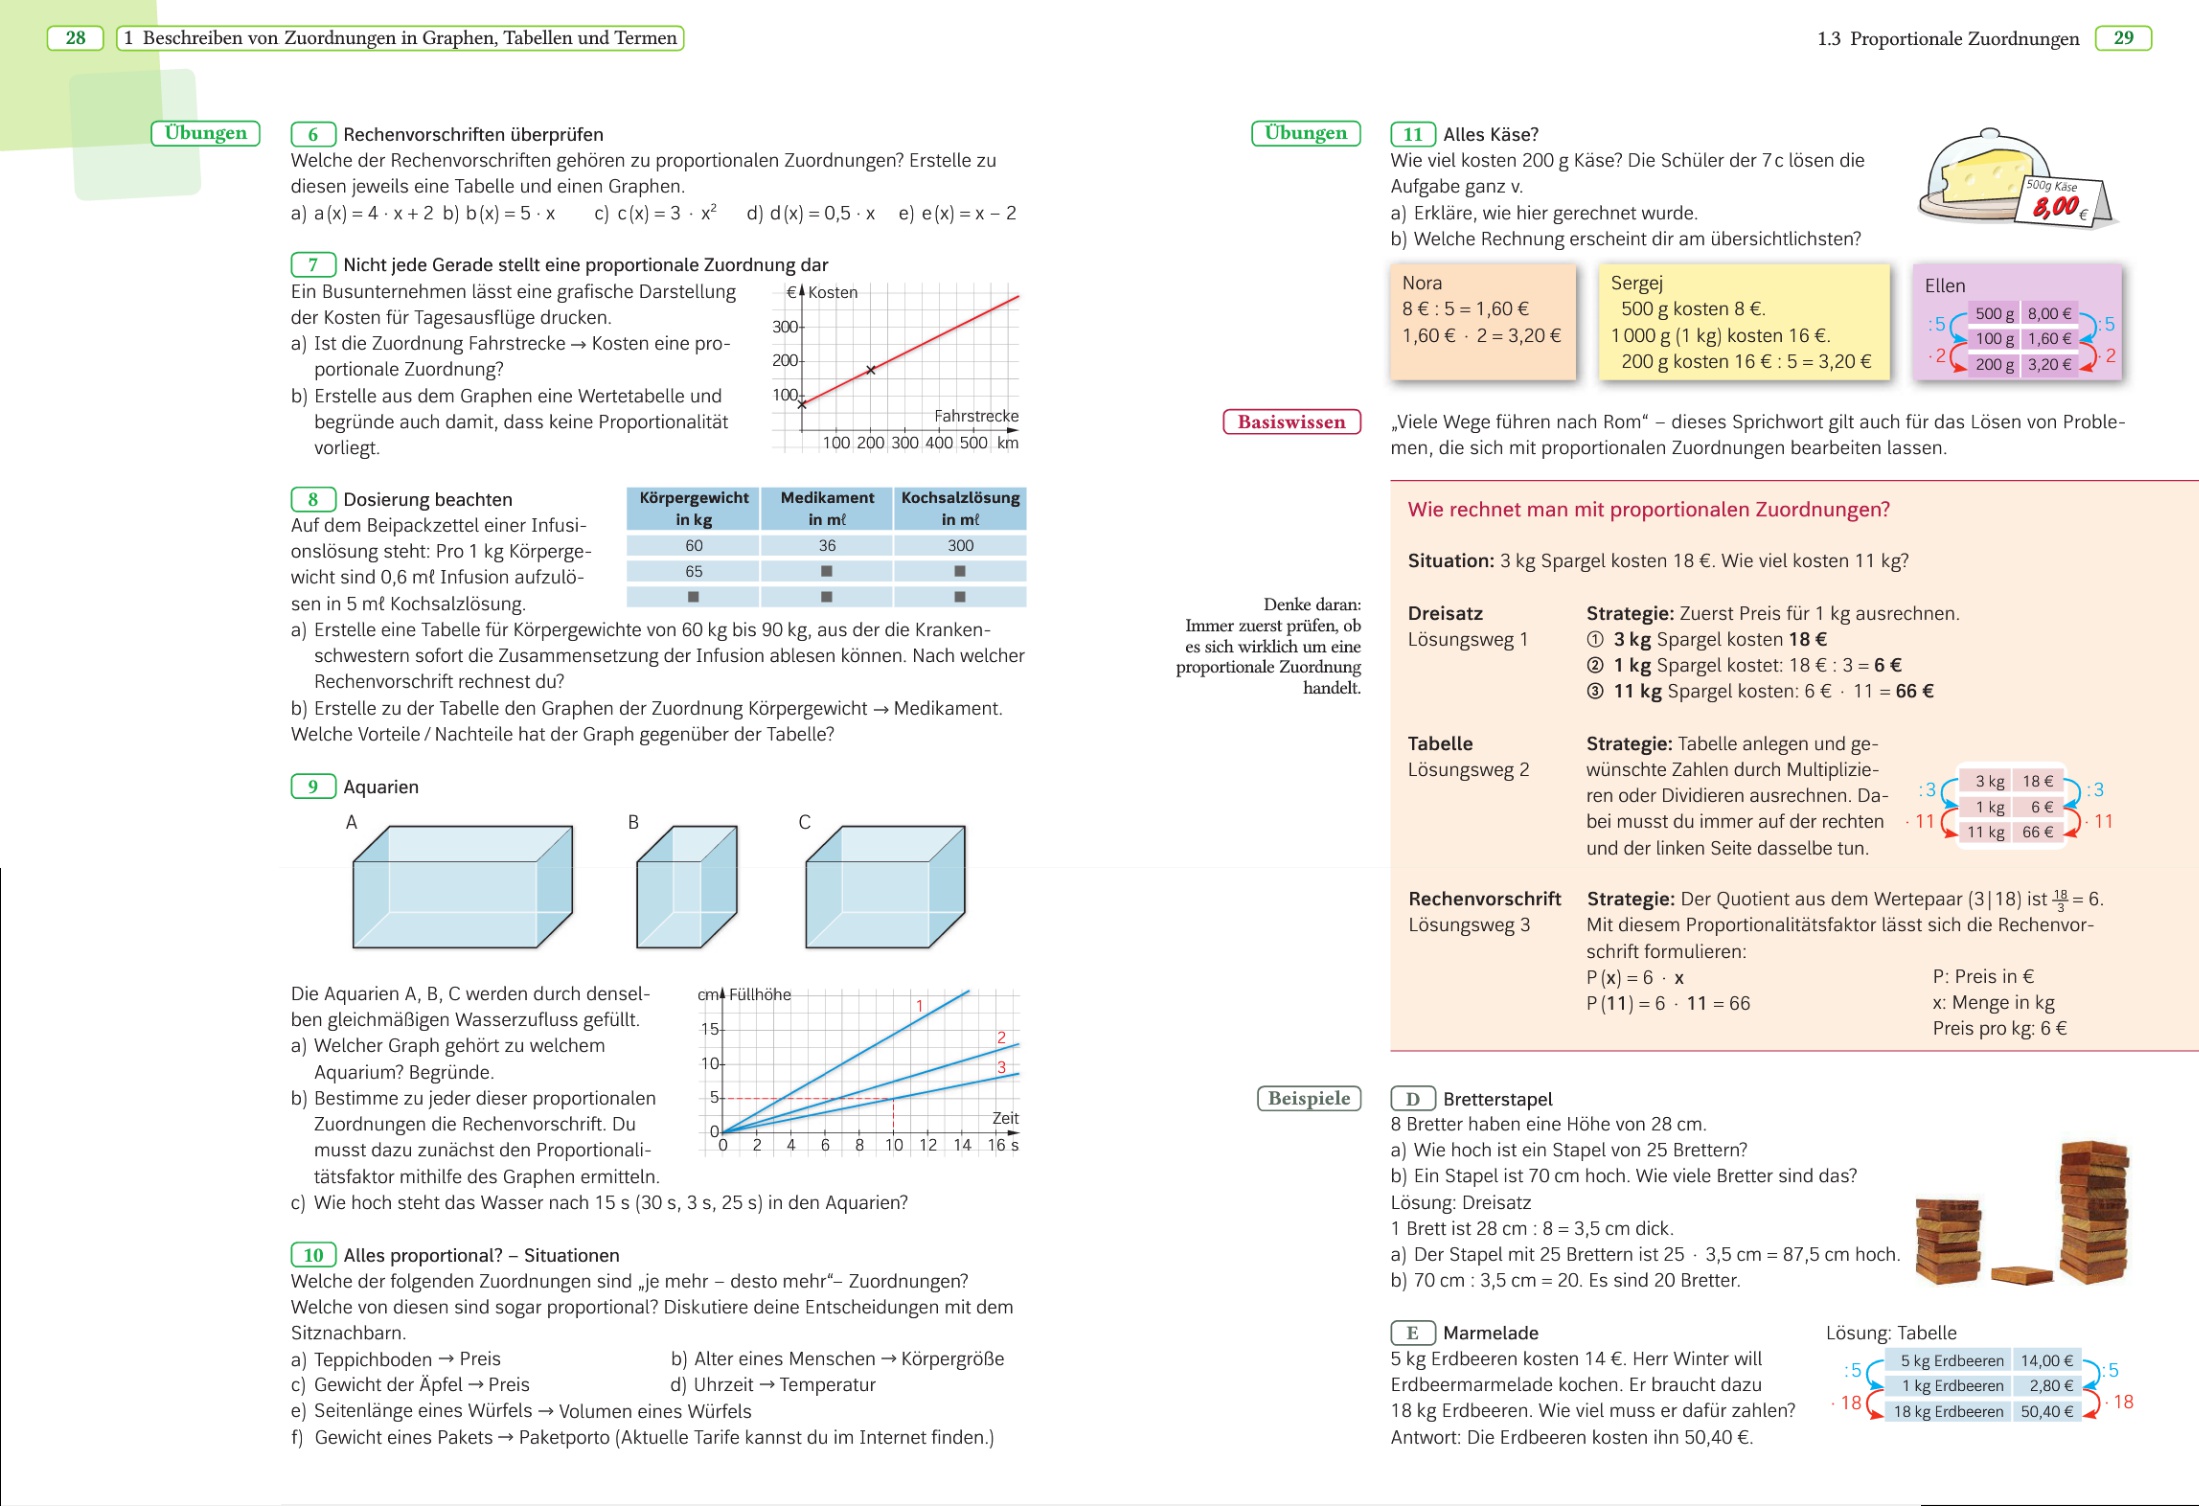 28
1 Beschreiben von Zuordnungen in Graphen, Tabellen und Termen
Übungen
6 Rechenvorschriften überprüfen
Welche der Rechenvorschriften gehören zu proportionalen Zuordnungen? Erstelle zu
diesen jeweils eine Tabelle und einen Graphen.
a) a(x) = 4 · x + 2 b) b(x) = 5 · x c) c(x) = 3 · x² d) d(x) = 0,5 · x e) e(x) = x – 2
7 Nicht jede Gerade stellt eine proportionale Zuordnung dar
Ein Busunternehmen lässt eine grafische Darstellung
der Kosten für Tagesausflüge drucken.
a) Ist die Zuordnung Fahrstrecke → Kosten eine pro-
portionale Zuordnung?
b) Erstelle aus dem Graphen eine Wertetabelle und
begründe auch damit, dass keine Proportionalität
vorliegt.
€ Kosten
300
200
100
Fahrstrecke
100 200 300 400 500 km
8 Dosierung beachten
Auf dem Beipackzettel einer Infusi-
onslösung steht: Pro 1 kg Körperge-
wicht sind 0,6 mℓ Infusion aufzulö-
sen in 5 mℓ Kochsalzlösung.
Körpergewicht in kg Medikament in mℓ Kochsalzlösung in mℓ
60 36 300
65 ■ ■
■ ■ ■
a) Erstelle eine Tabelle für Körpergewichte von 60 kg bis 90 kg, aus der die Kranken-
schwestern sofort die Zusammensetzung der Infusion ablesen können. Nach welcher
Rechenvorschrift rechnest du?
b) Erstelle zu der Tabelle den Graphen der Zuordnung Körpergewicht → Medikament.
Welche Vorteile / Nachteile hat der Graph gegenüber der Tabelle?
9 Aquarien
A B C
Die Aquarien A, B, C werden durch densel-
ben gleichmäßigen Wasserzufluss gefüllt.
a) Welcher Graph gehört zu welchem
Aquarium? Begründe.
b) Bestimme zu jeder dieser proportionalen
Zuordnungen die Rechenvorschrift. Du
musst dazu zunächst den Proportionali-
tätsfaktor mithilfe des Graphen ermitteln.
c) Wie hoch steht das Wasser nach 15 s (30 s, 3 s, 25 s) in den Aquarien?
cm Füllhöhe
1
15
2
10
3
5
Zeit
0
0 2 4 6 8 10 12 14 16 s
10 Alles proportional? – Situationen
Welche der folgenden Zuordnungen sind „je mehr – desto mehr“– Zuordnungen?
Welche von diesen sind sogar proportional? Diskutiere deine Entscheidungen mit dem
Sitznachbarn.
a) Teppichboden → Preis b) Alter eines Menschen → Körpergröße
c) Gewicht der Äpfel → Preis d) Uhrzeit → Temperatur
e) Seitenlänge eines Würfels → Volumen eines Würfels
f) Gewicht eines Pakets → Paketporto (Aktuelle Tarife kannst du im Internet finden.)
1.3 Proportionale Zuordnungen
29
Übungen
11 Alles Käse?
Wie viel kosten 200 g Käse? Die Schüler der 7 c lösen die
Aufgabe ganz v.
a) Erkläre, wie hier gerechnet wurde.
b) Welche Rechnung erscheint dir am übersichtlichsten?
500g Käse
8,00 €
Nora
8 € : 5 = 1,60 €
1,60 € · 2 = 3,20 €
Sergej
500 g kosten 8 €.
1 000 g (1 kg) kosten 16 €.
200 g kosten 16 € : 5 = 3,20 €
Ellen
500 g 8,00 €
:5 :5
100 g 1,60 €
· 2 · 2
200 g 3,20 €
Basiswissen
„Viele Wege führen nach Rom“ – dieses Sprichwort gilt auch für das Lösen von Proble-
men, die sich mit proportionalen Zuordnungen bearbeiten lassen.
Wie rechnet man mit proportionalen Zuordnungen?
Situation: 3 kg Spargel kosten 18 €. Wie viel kosten 11 kg?
Denke daran:
Immer zuerst prüfen, ob
es sich wirklich um eine
proportionale Zuordnung
handelt.
Dreisatz
Lösungsweg 1
Strategie: Zuerst Preis für 1 kg ausrechnen.
① 3 kg Spargel kosten 18 €
② 1 kg Spargel kostet: 18 € : 3 = 6 €
③ 11 kg Spargel kosten: 6 € · 11 = 66 €
Tabelle
Lösungsweg 2
Strategie: Tabelle anlegen und ge-
wünschte Zahlen durch Multiplizie-
ren oder Dividieren ausrechnen. Da-
bei musst du immer auf der rechten
und der linken Seite dasselbe tun.
3 kg 18 €
:3 :3
1 kg 6 €
· 11 · 11
11 kg 66 €
Rechenvorschrift
Lösungsweg 3
Strategie: Der Quotient aus dem Wertepaar (3|18) ist 18/3 = 6.
Mit diesem Proportionalitätsfaktor lässt sich die Rechenvor-
schrift formulieren:
P (x) = 6 · x P: Preis in €
P (11) = 6 · 11 = 66 x: Menge in kg
Preis pro kg: 6 €
Beispiele
D Bretterstapel
8 Bretter haben eine Höhe von 28 cm.
a) Wie hoch ist ein Stapel von 25 Brettern?
b) Ein Stapel ist 70 cm hoch. Wie viele Bretter sind das?
Lösung: Dreisatz
1 Brett ist 28 cm : 8 = 3,5 cm dick.
a) Der Stapel mit 25 Brettern ist 25 · 3,5 cm = 87,5 cm hoch.
b) 70 cm : 3,5 cm = 20. Es sind 20 Bretter.
E Marmelade
5 kg Erdbeeren kosten 14 €. Herr Winter will
Erdbeermarmelade kochen. Er braucht dazu
18 kg Erdbeeren. Wie viel muss er dafür zahlen?
Antwort: Die Erdbeeren kosten ihn 50,40 €.
Lösung: Tabelle
5 kg Erdbeeren 14,00 €
:5 :5
1 kg Erdbeeren 2,80 €
· 18 · 18
18 kg Erdbeeren 50,40 €